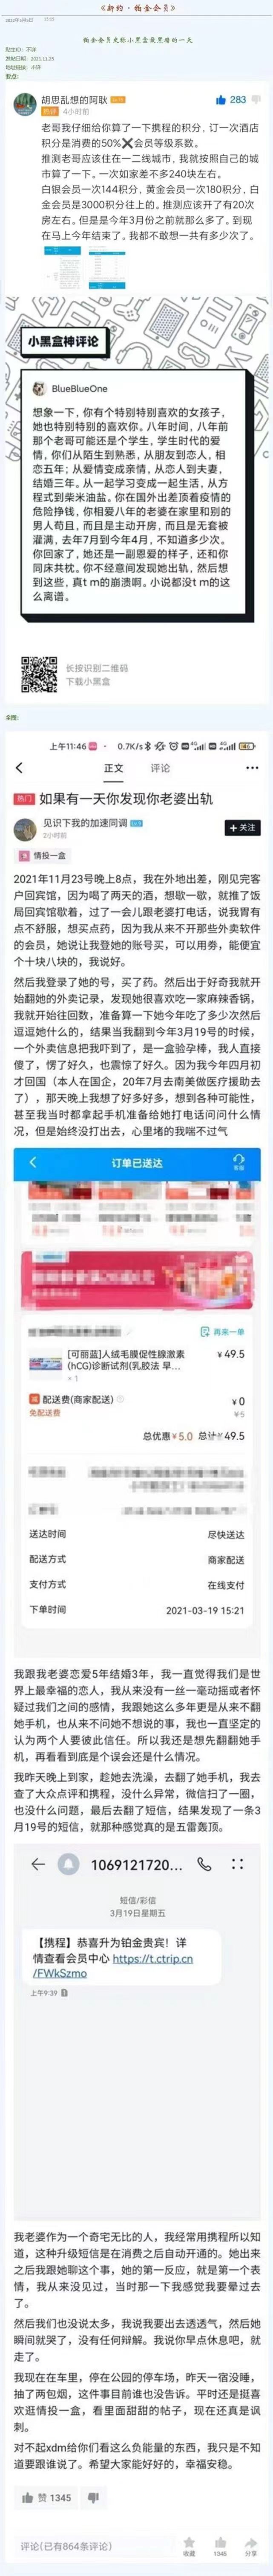 《新约·铂金会员》
铂金会员光粉小黑盒最黑暗的一天
贴主ID：不详
发贴日期：2021.11.25
地址链接：不详
要点：
胡思乱想的阿耿
283
热评 4小时前
老哥我仔细给你算了一下携程的积分，订一次酒店
积分是消费的50%❌会员等级系数。
推测老哥应该住在一二线城市，我就按照自己的城
市算了一下。一次如家差不多240块左右。
白银会员一次144积分，黄金会员一次180积分，白
金会员是3000积分往上的。推测应该开了有20次
房左右。但是是今年3月份之前就那么多了。到现
在马上今年结束了。我都不敢想一共有多少次了。
小黑盒神评论
BlueBlueOne
想象一下，你有个特别特别喜欢的女孩子，
她也特别特别的喜欢你。八年时间，八年前
那个老哥可能还是个学生，学生时代的爱
情，你们从陌生到熟悉，从朋友到恋人，相
恋五年；从爱情变成亲情，从恋人到夫妻，
结婚三年。从一起学习变成一起生活，从方
程式到柴米油盐。你在国外出差顶着疫情的
危险挣钱，你相爱八年的老婆在家里和别的
男人苟且，而且是主动开房，而且是无套被
灌满，去年7月到今年4月，不知道多少次。
你回家了，她还是一副恩爱的样子，还和你
同床共枕。你不经意间发现她出轨，然后想
到这些，真t m的崩溃啊。小说都没t m的这
么离谱。
长按识别二维码
下载小黑盒
全图：
上午11:46
0.7K/s
正文 评论
热门 如果有一天你发现你老婆出轨
见识下我的加速同调
2小时前
+ 关注
情投一盒
2021年11月23号晚上8点，我在外地出差，刚见完客
户回宾馆，因为喝了两次的酒，想歇一歇，就推了饭
局回宾馆歇着，过了一会儿跟老婆打电话，说我胃有
点不舒服，想买点药，因为我从来不开那些外卖软件
的会员，她说让我登她的账号买，可以用劵，能便宜
个十块八块的，我说好。
然后我登录了她的号，买了药。然后出于好奇我就开
始翻她的外卖记录，发现她很喜欢吃一家麻辣香锅，
我就开始往回数，准备算一下她今年吃了多少次然后
逗逗她什么的，结果当我翻到今年3月19号的时候，
一个外卖信息把我吓到了，是一盒验孕棒，我人直接
傻了，愣了好久，也震惊了好久。因为我今年四月初
才回国（本人在国企，20年7月去南美做医疗援助去
了），那天晚上我想了好多好多，想到各种可能性，
甚至我当时都拿起手机准备给她打电话问问什么情
况，但是始终没打出去，心里堵的我喘不过气
订单已送达
客服
再来一单
[可丽蓝]人绒毛膜促性腺激素
(hCG)诊断试剂(乳胶法 早...
× 1
¥49.5
减 配送费(商家配送)
¥0
免配送费
¥5
总优惠¥5.0 总计¥49.5
送达时间 尽快送达
配送方式 商家配送
支付方式 在线支付
下单时间 2021-03-19 15:21
我跟我老婆恋爱5年结婚3年，我一直觉得我们是世
界上最幸福的恋人，我从来没有一丝一毫动摇或者怀
疑过我们之间的感情，我跟她这么多年更是从来不翻
她手机，也从来不问她不想说的事，我也一直坚定的
认为两个人要彼此信任。所以我还是想先翻翻她手
机，再看看到底是个误会还是什么情况。
我昨天晚上到家，趁她去洗澡，去翻了她手机，我去
查了大众点评和携程，没什么异常，微信扫了一圈，
也没什么问题，最后去翻了短信，结果发现了一条3
月19号的短信，就那种感觉真的是五雷轰顶。
1069121720...
短信/彩信
3月19日星期五
【携程】恭喜升为铂金贵宾！详
情查看会员中心 https://t.ctrip.cn
/FWkSzmo
上午9:39
我老婆作为一个奇宅无比的人，我经常用携程所以知
道，这种升级短信是在消费之后自动开通的。她出来
之后我跟她聊这个事，她的第一反应，就是第一个表
情，我从来没见过，当时那一下我感觉我要晕过去
了。
然后我们也没说太多，我说我要出去透透气，然后她
瞬间就哭了，没有任何辩解。我说你早点休息吧，就
走了。
我现在在车里，停在公园的停车场，昨天一宿没睡，
抽了两包烟，这件事目前谁也没告诉。平时还是挺喜
欢逛情投一盒，看里面甜甜的帖子，现在还真是讽
刺。
对不起xdm给你们看这么负能量的东西，我只是不知
道要跟谁说了。希望大家能好好的，幸福安稳。
赞 1345
评论(已有864条评论)
收藏 1345 分享